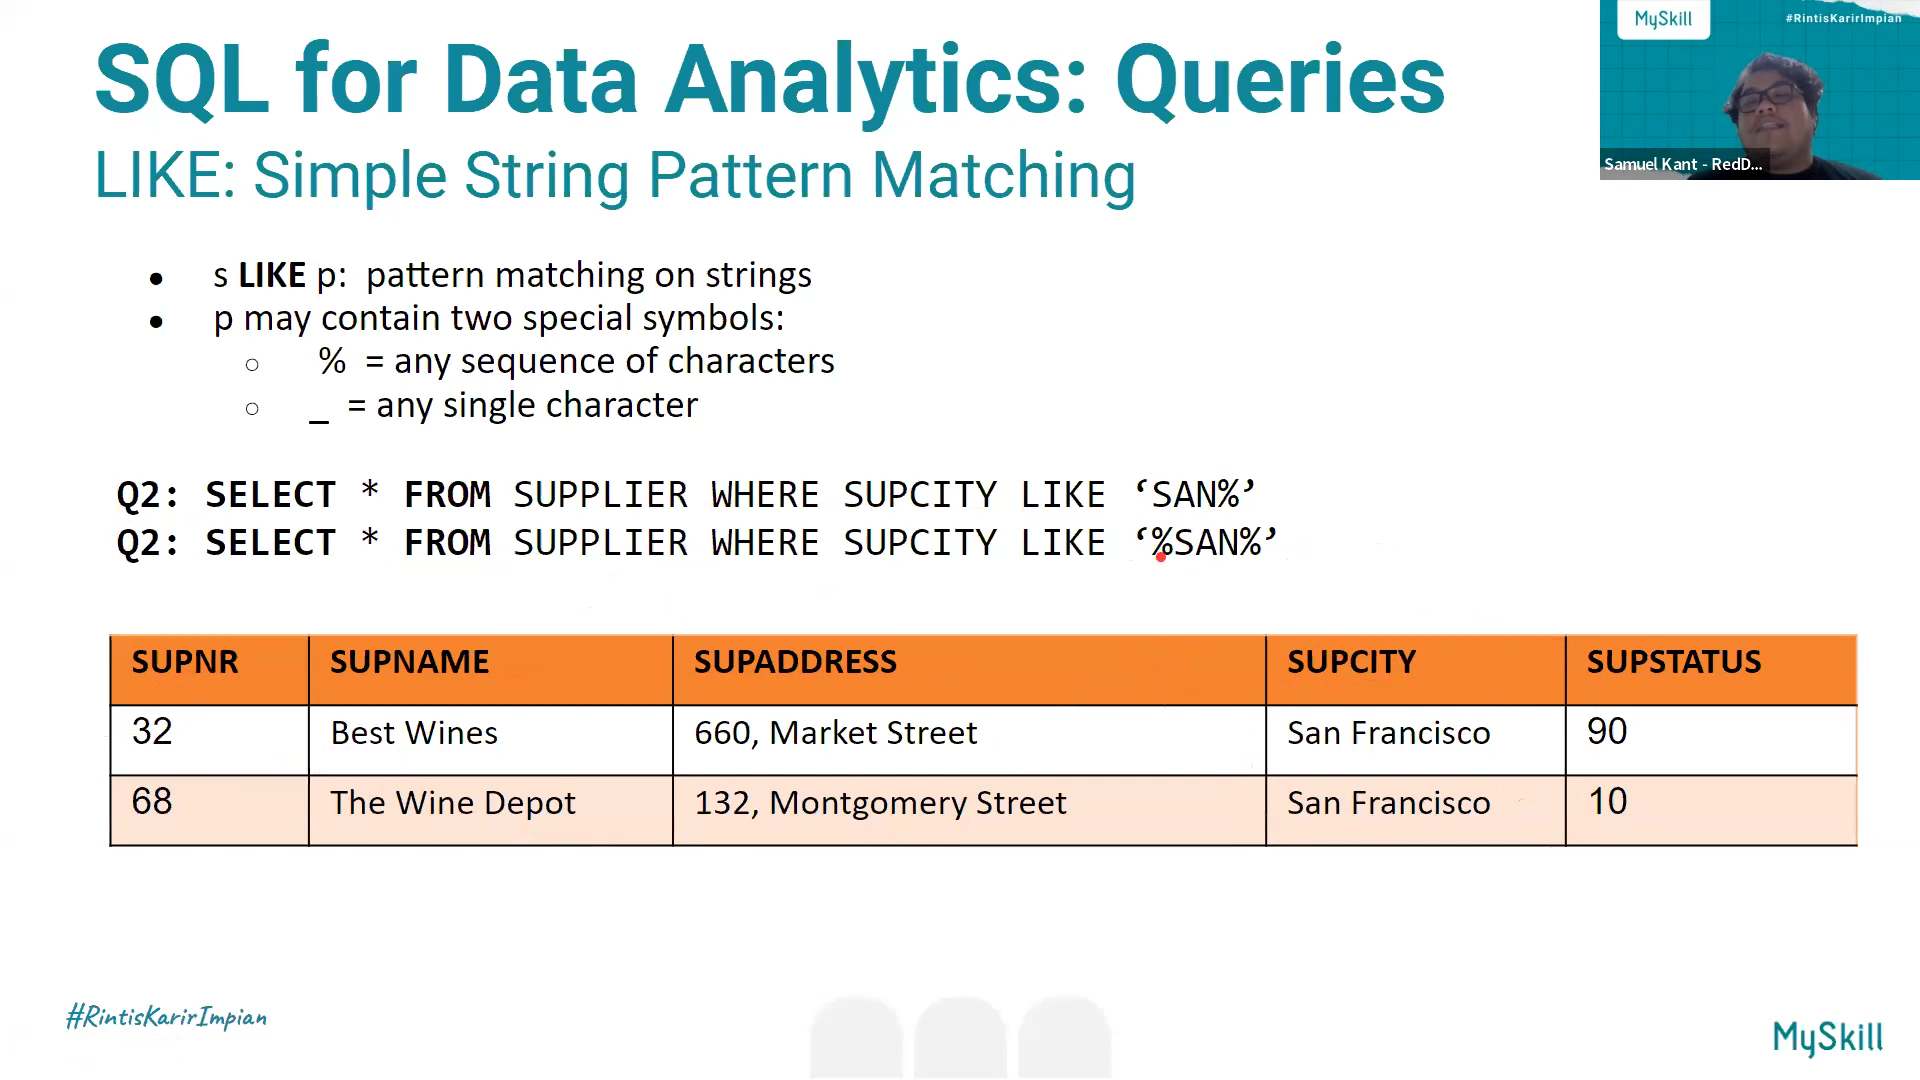 SQL for Data Analytics: Queries
LIKE: Simple String Pattern Matching
MySkill
#RintisKarirImpian
Samuel Kant - RedD...
● s LIKE p: pattern matching on strings
● p may contain two special symbols:
○ % = any sequence of characters
○ _ = any single character
Q2: SELECT * FROM SUPPLIER WHERE SUPCITY LIKE ‘SAN%’
Q2: SELECT * FROM SUPPLIER WHERE SUPCITY LIKE ‘%SAN%’
SUPNR SUPNAME SUPADDRESS SUPCITY SUPSTATUS
32 Best Wines 660, Market Street San Francisco 90
68 The Wine Depot 132, Montgomery Street San Francisco 10
#RintisKarirImpian
MySkill